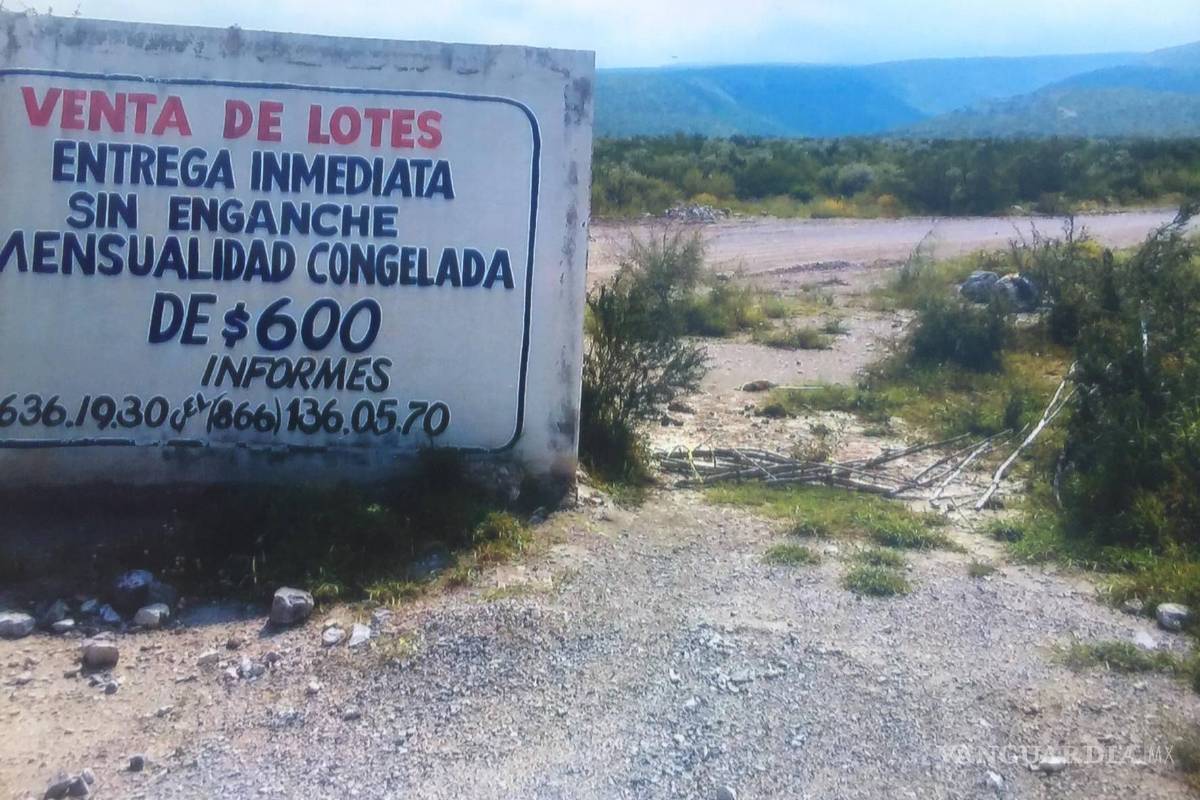 VENTA DE LOTES
ENTREGA INMEDIATA
SIN ENGANCHE
MENSUALIDAD CONGELADA
DE $600
INFORMES
636.19.30 Cel (866) 136.05.70
VANGUARDIA.MX